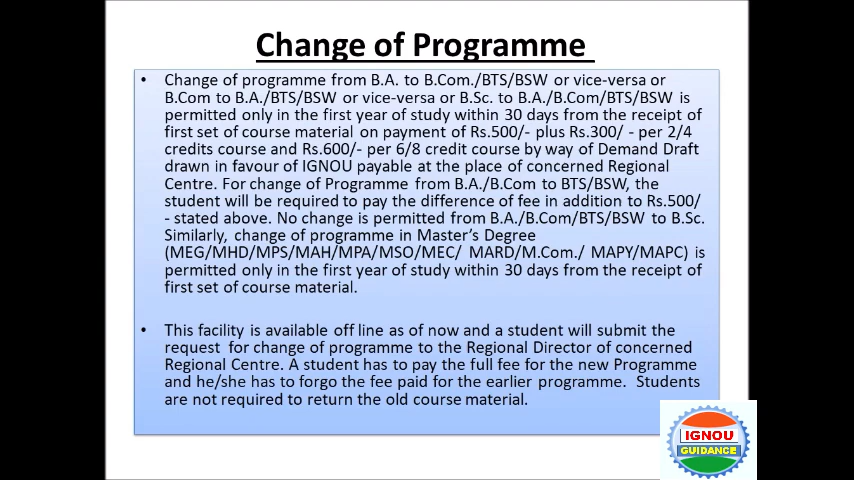 Change of Programme
• Change of programme from B.A. to B.Com./BTS/BSW or vice-versa or
B.Com to B.A./BTS/BSW or vice-versa or B.Sc. to B.A./B.Com/BTS/BSW is
permitted only in the first year of study within 30 days from the receipt of
first set of course material on payment of Rs.500/- plus Rs.300/ - per 2/4
credits course and Rs.600/- per 6/8 credit course by way of Demand Draft
drawn in favour of IGNOU payable at the place of concerned Regional
Centre. For change of Programme from B.A./B.Com to BTS/BSW, the
student will be required to pay the difference of fee in addition to Rs.500/
- stated above. No change is permitted from B.A./B.Com/BTS/BSW to B.Sc.
Similarly, change of programme in Master's Degree
(MEG/MHD/MPS/MAH/MPA/MSO/MEC/ MARD/M.Com./ MAPY/MAPC) is
permitted only in the first year of study within 30 days from the receipt of
first set of course material.
• This facility is available off line as of now and a student will submit the
request for change of programme to the Regional Director of concerned
Regional Centre. A student has to pay the full fee for the new Programme
and he/she has to forgo the fee paid for the earlier programme. Students
are not required to return the old course material.
IGNOU
GUIDANCE